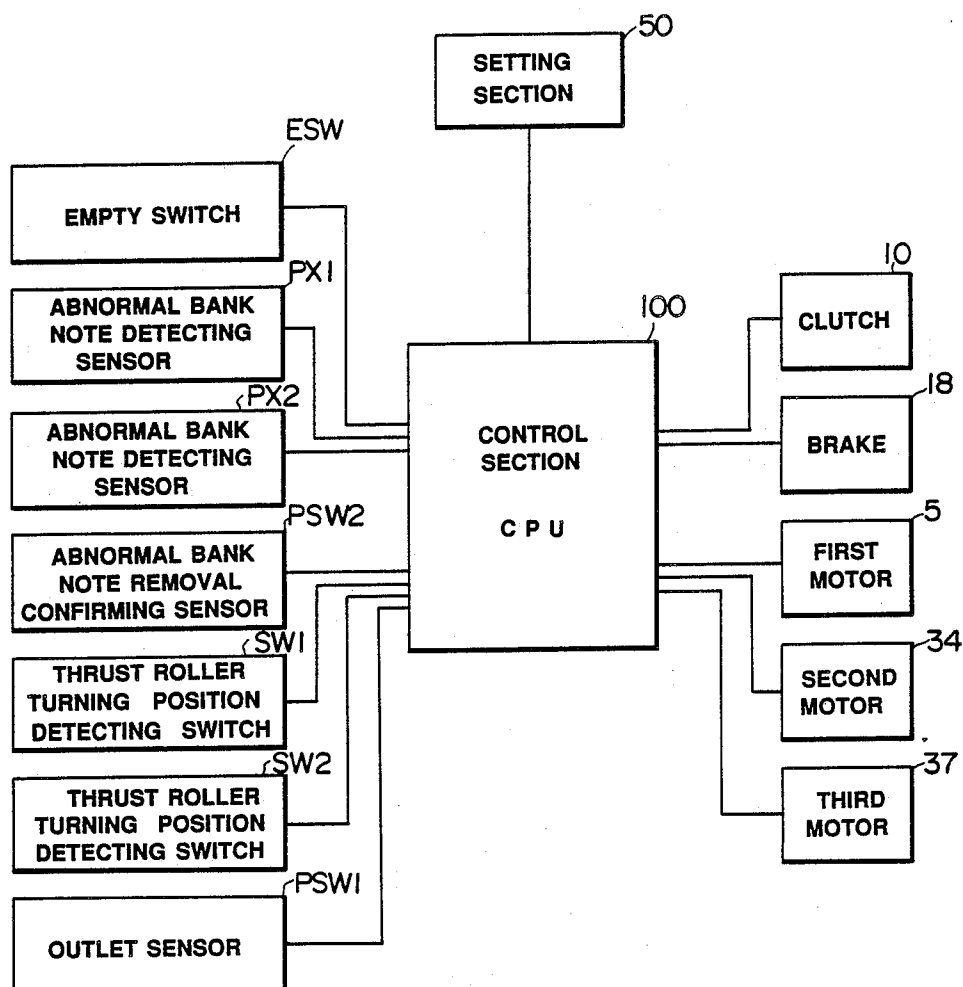 50
SETTING
SECTION
ESW
EMPTY SWITCH
PX1
ABNORMAL BANK
NOTE DETECTING
SENSOR
PX2
ABNORMAL BANK
NOTE DETECTING
SENSOR
PSW2
ABNORMAL BANK
NOTE REMOVAL
CONFIRMING SENSOR
SW1
THRUST ROLLER
TURNING POSITION
DETECTING SWITCH
SW2
THRUST ROLLER
TURNING POSITION
DETECTING SWITCH
PSW1
OUTLET SENSOR
100
CONTROL
SECTION
CPU
10
CLUTCH
18
BRAKE
5
FIRST
MOTOR
34
SECOND
MOTOR
37
THIRD
MOTOR